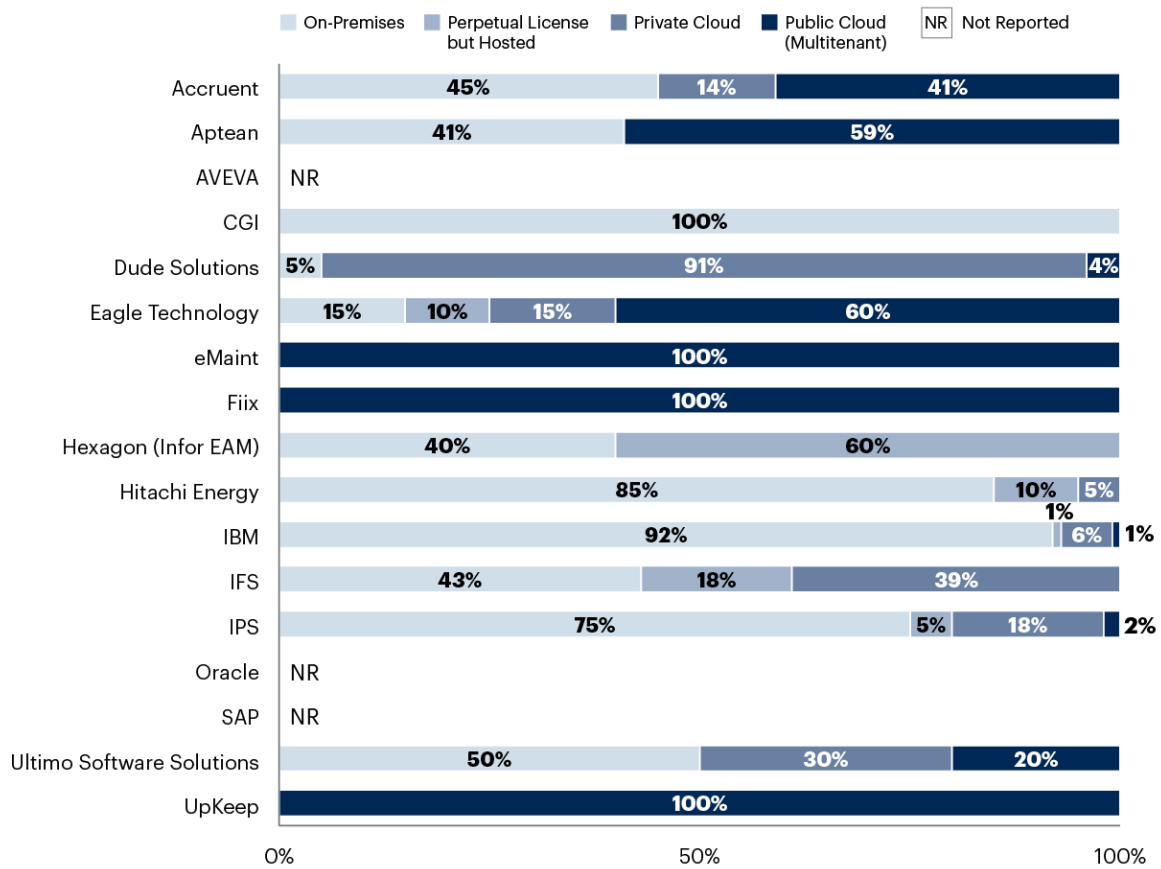 On-Premises Perpetual License Private Cloud Public Cloud NR Not Reported
but Hosted (Multitenant)
Accruent 45% 14% 41%
Aptean 41% 59%
AVEVA NR
CGI 100%
Dude Solutions 5% 91% 4%
Eagle Technology 15% 10% 15% 60%
eMaint 100%
Fiix 100%
Hexagon (Infor EAM) 40% 60%
Hitachi Energy 85% 10% 5%
1%
IBM 92% 6% 1%
IFS 43% 18% 39%
IPS 75% 5% 18% 2%
Oracle NR
SAP NR
Ultimo Software Solutions 50% 30% 20%
UpKeep 100%
0% 50% 100%